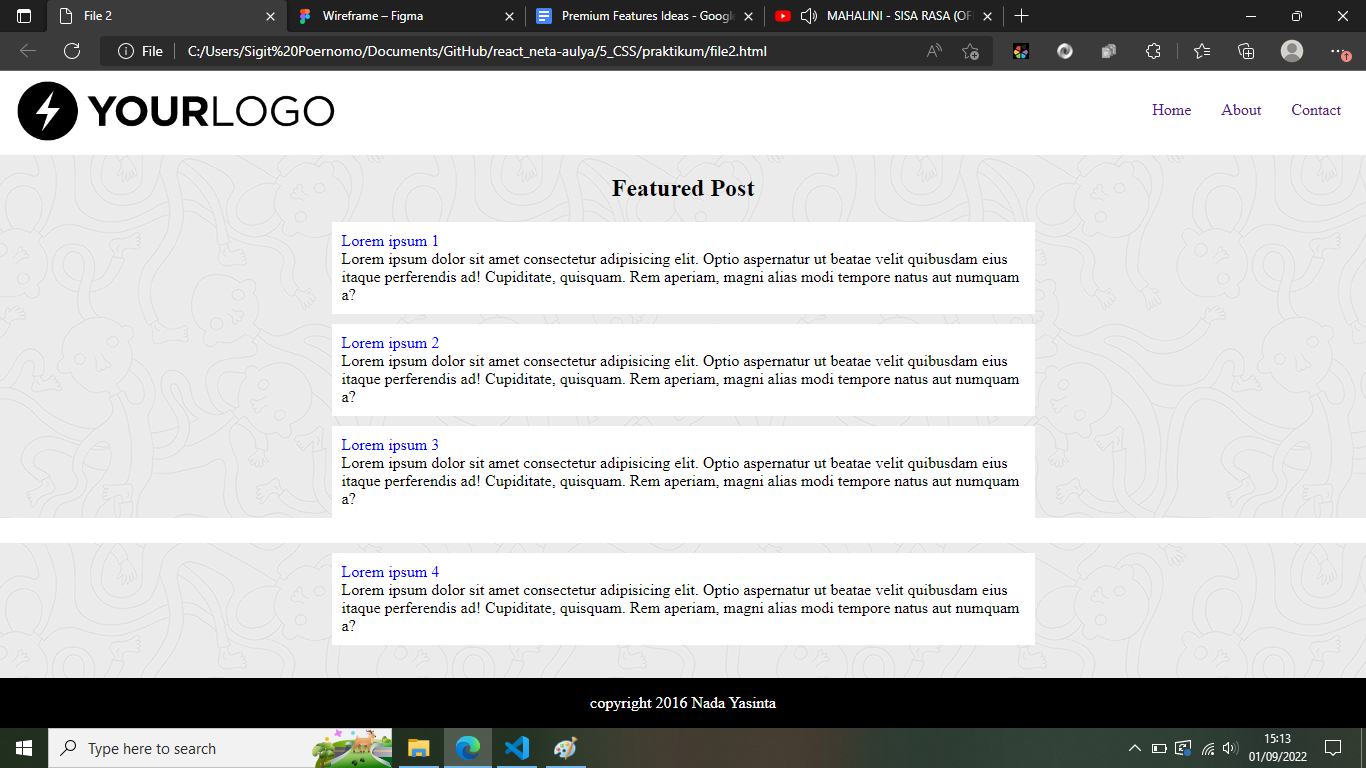 File 2
Wireframe – Figma
Premium Features Ideas - Google
MAHALINI - SISA RASA (OF
File
C:/Users/Sigit%20Poernomo/Documents/GitHub/react_neta-aulya/5_CSS/praktikum/file2.html
YOURLOGO
Home About Contact
Featured Post
Lorem ipsum 1
Lorem ipsum dolor sit amet consectetur adipisicing elit. Optio aspernatur ut beatae velit quibusdam eius
itaque perferendis ad! Cupiditate, quisquam. Rem aperiam, magni alias modi tempore natus aut numquam
a?
Lorem ipsum 2
Lorem ipsum dolor sit amet consectetur adipisicing elit. Optio aspernatur ut beatae velit quibusdam eius
itaque perferendis ad! Cupiditate, quisquam. Rem aperiam, magni alias modi tempore natus aut numquam
a?
Lorem ipsum 3
Lorem ipsum dolor sit amet consectetur adipisicing elit. Optio aspernatur ut beatae velit quibusdam eius
itaque perferendis ad! Cupiditate, quisquam. Rem aperiam, magni alias modi tempore natus aut numquam
a?
Lorem ipsum 4
Lorem ipsum dolor sit amet consectetur adipisicing elit. Optio aspernatur ut beatae velit quibusdam eius
itaque perferendis ad! Cupiditate, quisquam. Rem aperiam, magni alias modi tempore natus aut numquam
a?
copyright 2016 Nada Yasinta
Type here to search
15:13
01/09/2022